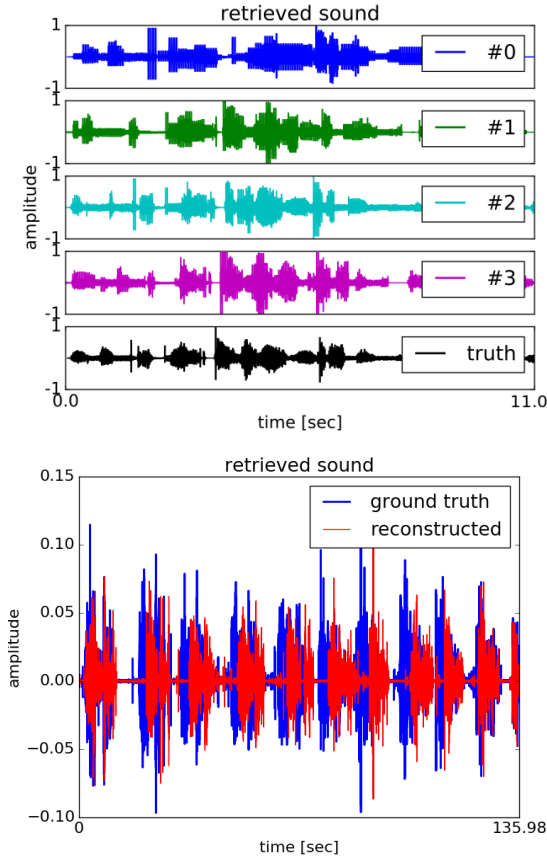 retrieved sound
1
#0
-1
1
#1
-1
1
#2
-1
1
#3
-1
1
truth
-1
amplitude
0.0
11.0
time [sec]
retrieved sound
0.15
0.10
0.05
0.00
−0.05
−0.10
amplitude
ground truth
reconstructed
0
135.98
time [sec]